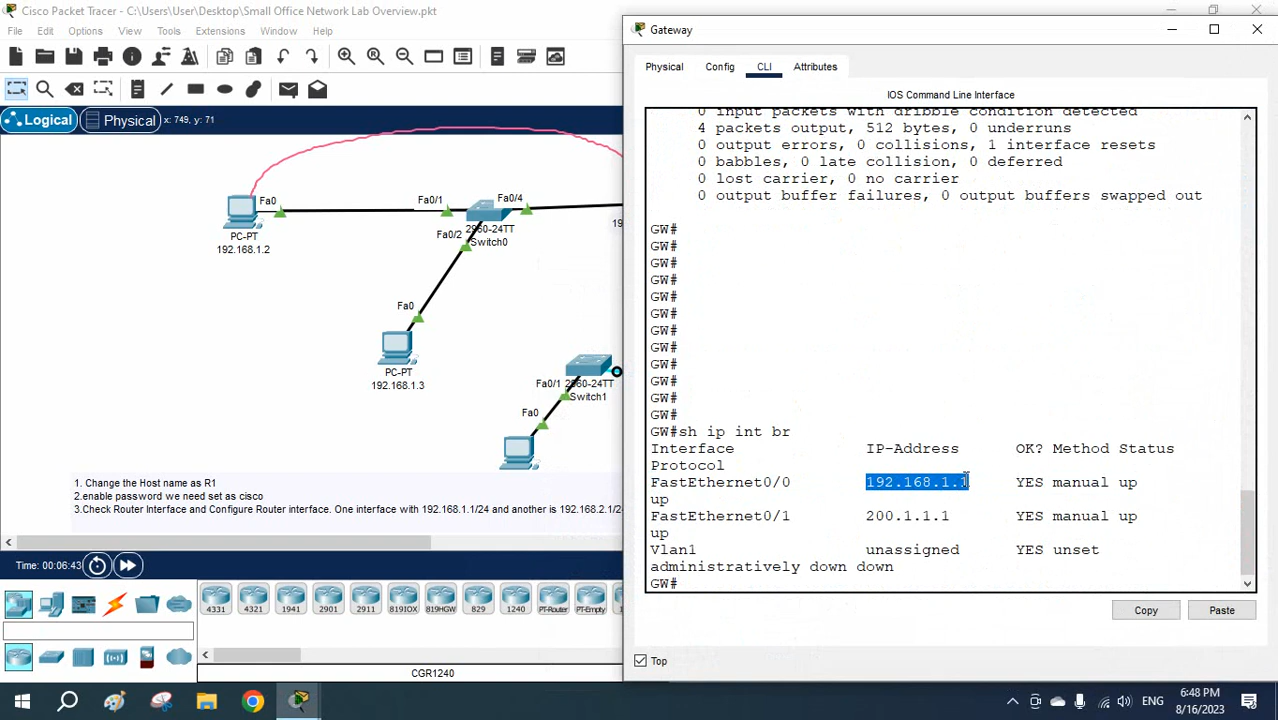 Cisco Packet Tracer - C:\Users\User\Desktop\Small Office Network Lab Overview.pkt
File Edit Options View Tools Extensions Window Help
Logical Physical x: 749, y: 71
Fa0
Fa0/1
Fa0/4
PC-PT
192.168.1.2
2960-24TT
Switch0
Fa0/2
19
Fa0
PC-PT
192.168.1.3
Fa0/1 2960-24TT
Switch1
Fa0
1. Change the Host name as R1
2.enable password we need set as cisco
3.Check Router Interface and Configure Router interface. One interface with 192.168.1.1/24 and another is 192.168.2.1/24
Time: 00:06:43
4331 4321 1941 2901 2911 819IOX 819HGW 829 1240 PT-Router PT-Empty
CGR1240
Gateway
Physical Config CLI Attributes
IOS Command Line Interface
0 input packets with dribble condition detected
4 packets output, 512 bytes, 0 underruns
0 output errors, 0 collisions, 1 interface resets
0 babbles, 0 late collision, 0 deferred
0 lost carrier, 0 no carrier
0 output buffer failures, 0 output buffers swapped out
GW#
GW#
GW#
GW#
GW#
GW#
GW#
GW#
GW#
GW#
GW#
GW#
GW#sh ip int br
Interface IP-Address OK? Method Status
Protocol
FastEthernet0/0 192.168.1.1 YES manual up
up
FastEthernet0/1 200.1.1.1 YES manual up
up
Vlan1 unassigned YES unset
administratively down down
GW#
Copy Paste
Top
ENG
6:48 PM
8/16/2023